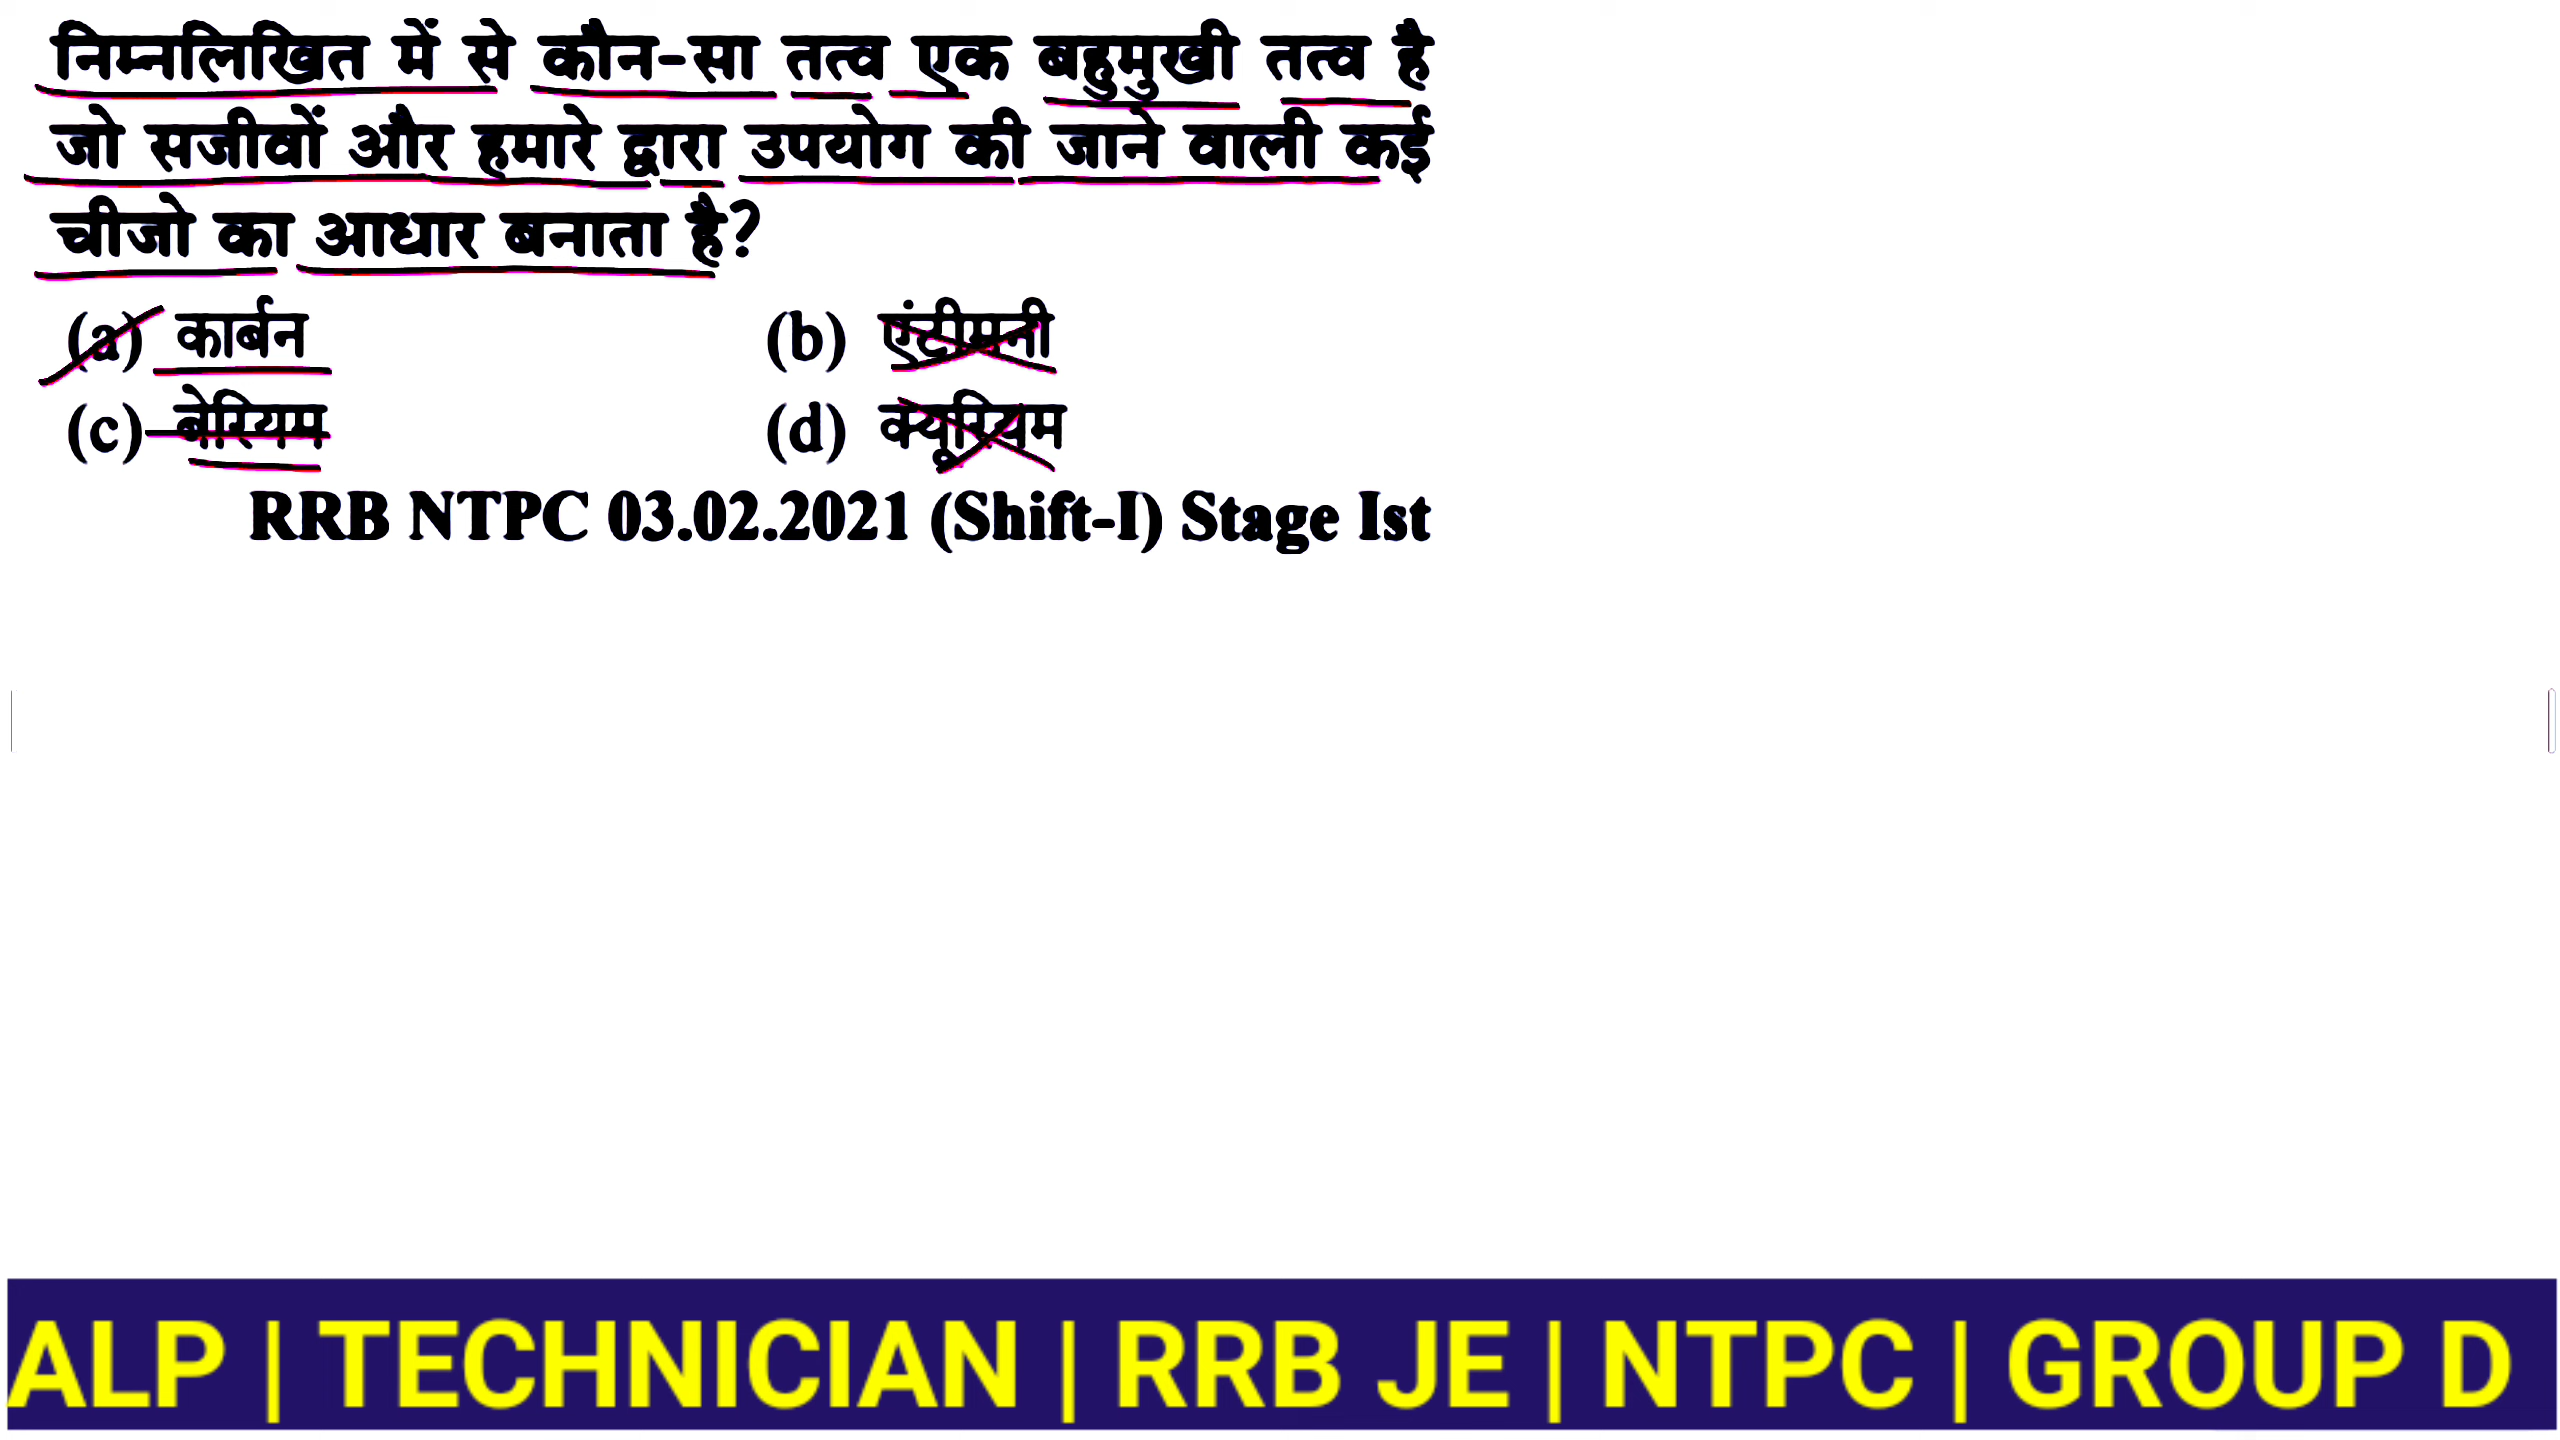 निम्नलिखित में से कौन-सा तत्व एक बहुमुखी तत्व है
जो सजीवों और हमारे द्वारा उपयोग की जाने वाली कई
चीजो का आधार बनाता है?
(a) कार्बन (b) एंटीमनी
(c) बेरियम (d) क्यूरियम
RRB NTPC 03.02.2021 (Shift-I) Stage Ist
ALP | TECHNICIAN | RRB JE | NTPC | GROUP D